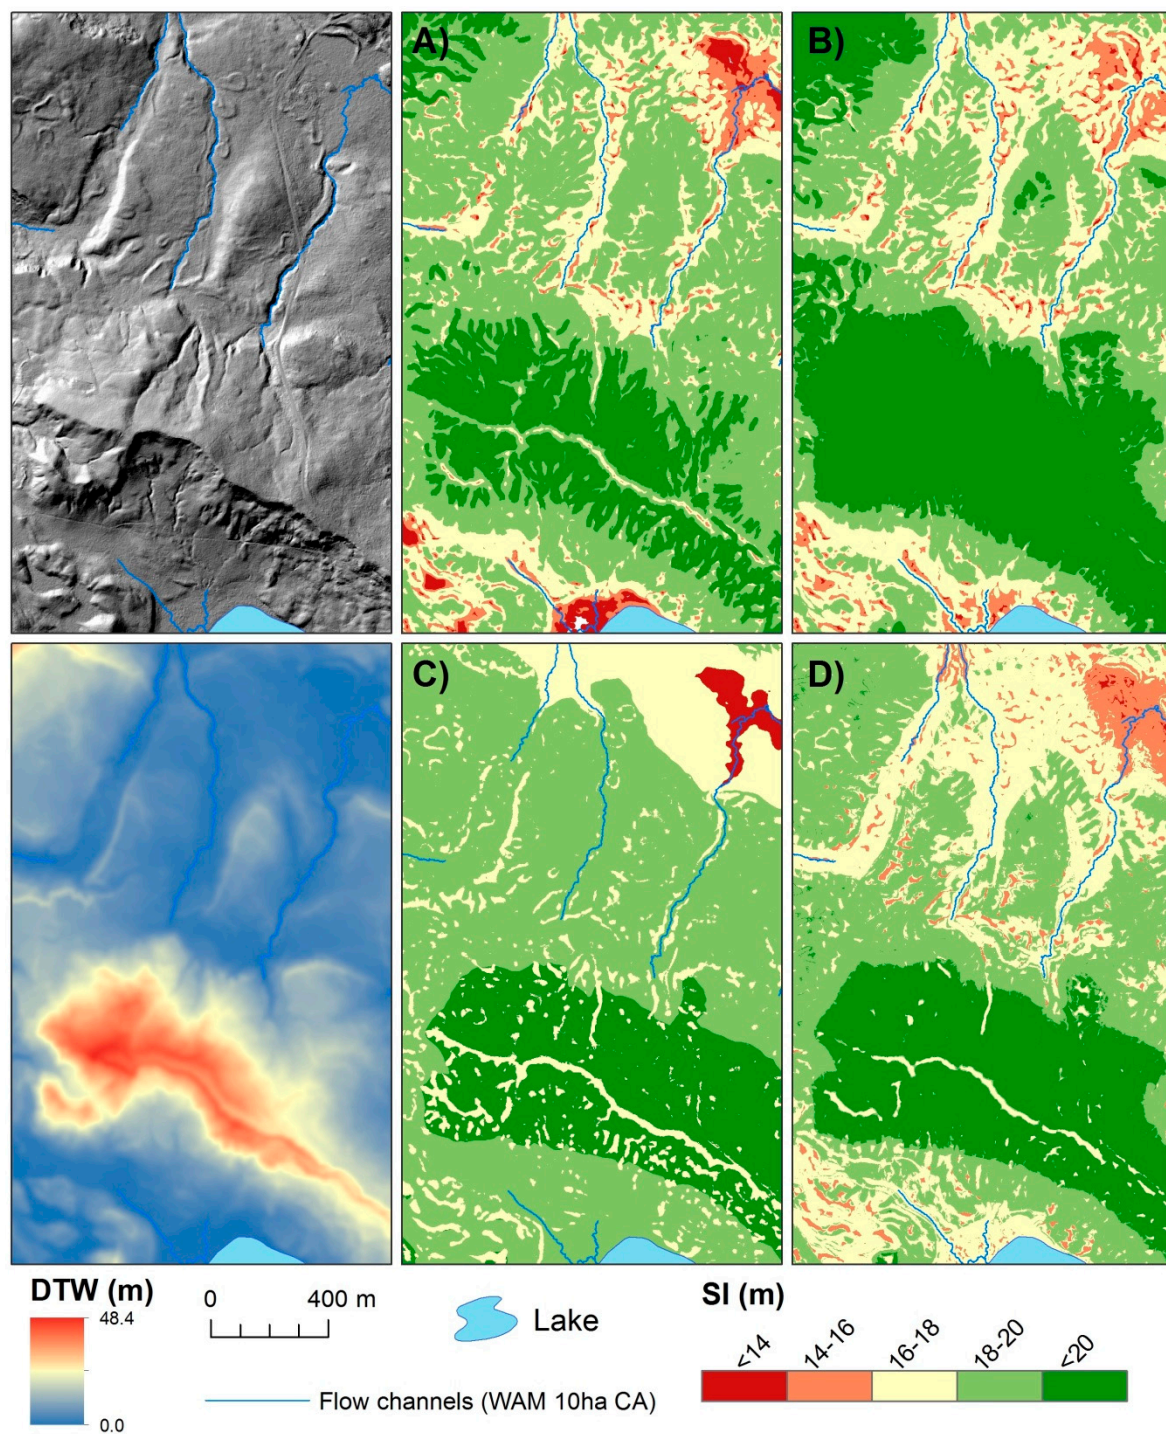 A)
B)
C)
D)
DTW (m)
48.4
0.0
0 400 m
Flow channels (WAM 10ha CA)
Lake
SI (m)
<14 14-16 16-18 18-20 <20